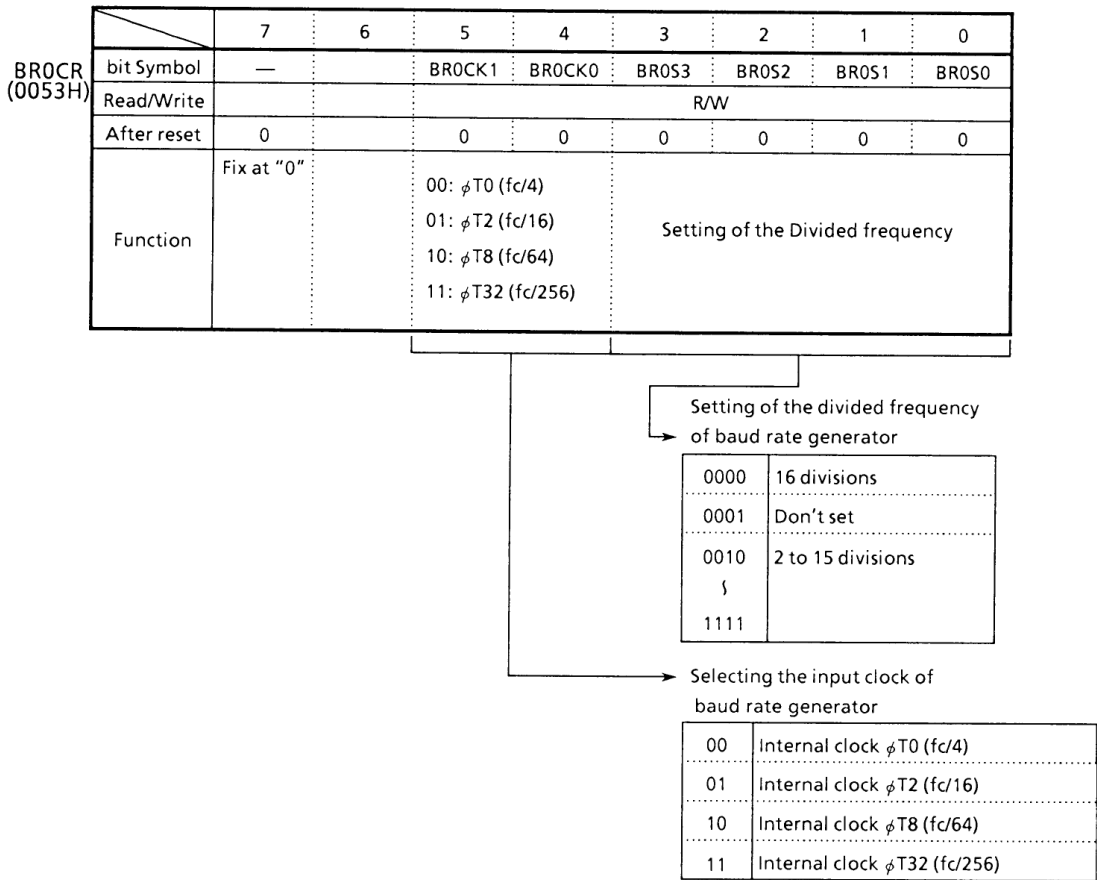 7 6 5 4 3 2 1 0
BR0CR
(0053H)
bit Symbol — BR0CK1 BR0CK0 BR0S3 BR0S2 BR0S1 BR0S0
Read/Write R/W
After reset 0 0 0 0 0 0 0
Function
Fix at "0"
00: φT0 (fc/4)
01: φT2 (fc/16)
10: φT8 (fc/64)
11: φT32 (fc/256)
Setting of the Divided frequency
Setting of the divided frequency
of baud rate generator
0000 16 divisions
0001 Don't set
0010 2 to 15 divisions
∫
1111
Selecting the input clock of
baud rate generator
00 Internal clock φT0 (fc/4)
01 Internal clock φT2 (fc/16)
10 Internal clock φT8 (fc/64)
11 Internal clock φT32 (fc/256)